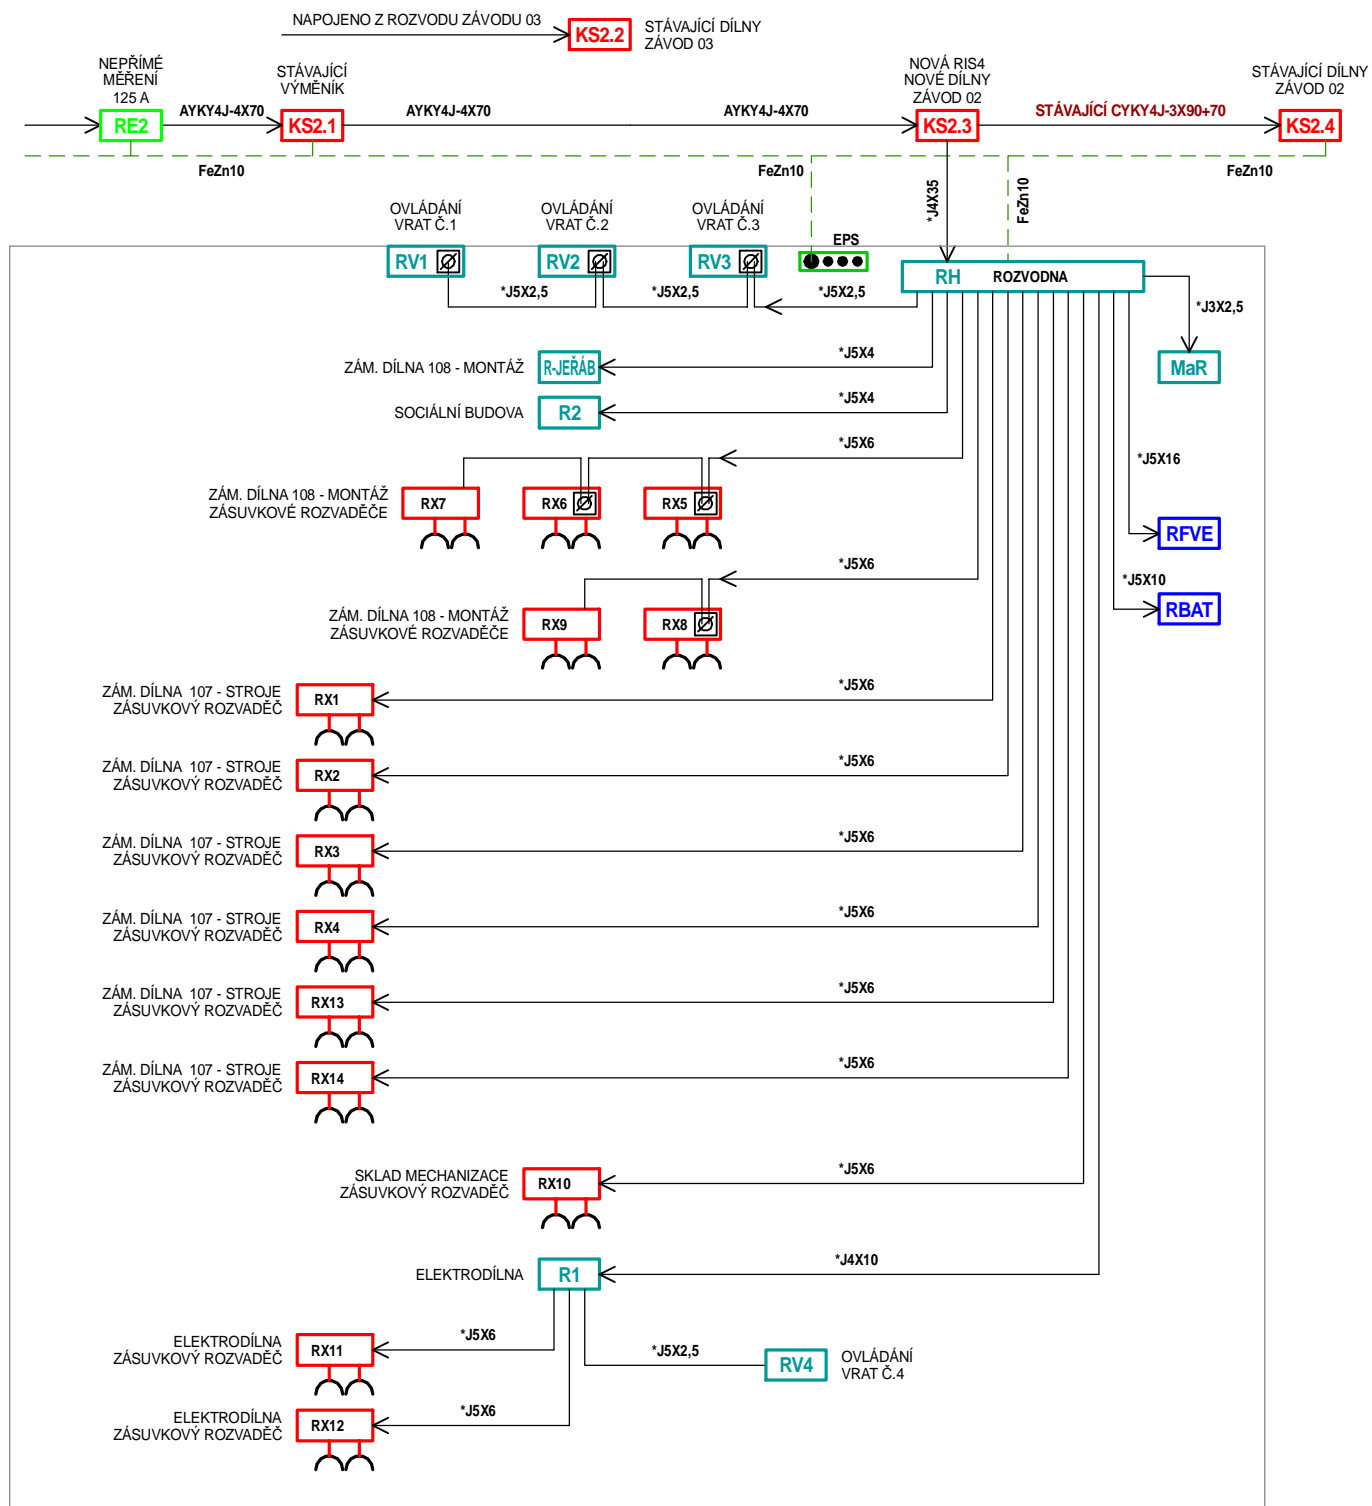 NAPOJENO Z ROZVODU ZÁVODU 03
KS2.2
STÁVAJÍCÍ DÍLNY
ZÁVOD 03
NEPŘÍMÉ
MĚŘENÍ
125 A
RE2
AYKY4J-4X70
STÁVAJÍCÍ
VÝMĚNÍK
KS2.1
AYKY4J-4X70
AYKY4J-4X70
NOVÁ RIS4
NOVÉ DÍLNY
ZÁVOD 02
KS2.3
STÁVAJÍCÍ CYKY4J-3X90+70
STÁVAJÍCÍ DÍLNY
ZÁVOD 02
KS2.4
FeZn10
FeZn10
*J4X35
FeZn10
FeZn10
OVLÁDÁNÍ
VRAT Č.1
RV1
OVLÁDÁNÍ
VRAT Č.2
RV2
OVLÁDÁNÍ
VRAT Č.3
RV3
EPS
RH
ROZVODNA
*J5X2,5
*J5X2,5
*J5X2,5
*J3X2,5
MaR
ZÁM. DÍLNA 108 - MONTÁŽ
R-JEŘÁB
*J5X4
SOCIÁLNÍ BUDOVA
R2
*J5X4
*J5X6
*J5X16
ZÁM. DÍLNA 108 - MONTÁŽ
ZÁSUVKOVÉ ROZVADĚČE
RX7
RX6
RX5
RFVE
*J5X6
*J5X10
RBAT
ZÁM. DÍLNA 108 - MONTÁŽ
ZÁSUVKOVÉ ROZVADĚČE
RX9
RX8
ZÁM. DÍLNA 107 - STROJE
ZÁSUVKOVÝ ROZVADĚČ
RX1
*J5X6
ZÁM. DÍLNA 107 - STROJE
ZÁSUVKOVÝ ROZVADĚČ
RX2
*J5X6
ZÁM. DÍLNA 107 - STROJE
ZÁSUVKOVÝ ROZVADĚČ
RX3
*J5X6
ZÁM. DÍLNA 107 - STROJE
ZÁSUVKOVÝ ROZVADĚČ
RX4
*J5X6
ZÁM. DÍLNA 107 - STROJE
ZÁSUVKOVÝ ROZVADĚČ
RX13
*J5X6
ZÁM. DÍLNA 107 - STROJE
ZÁSUVKOVÝ ROZVADĚČ
RX14
*J5X6
SKLAD MECHANIZACE
ZÁSUVKOVÝ ROZVADĚČ
RX10
*J5X6
ELEKTRODÍLNA
R1
*J4X10
ELEKTRODÍLNA
ZÁSUVKOVÝ ROZVADĚČ
RX11
*J5X6
*J5X2,5
RV4
OVLÁDÁNÍ
VRAT Č.4
ELEKTRODÍLNA
ZÁSUVKOVÝ ROZVADĚČ
RX12
*J5X6